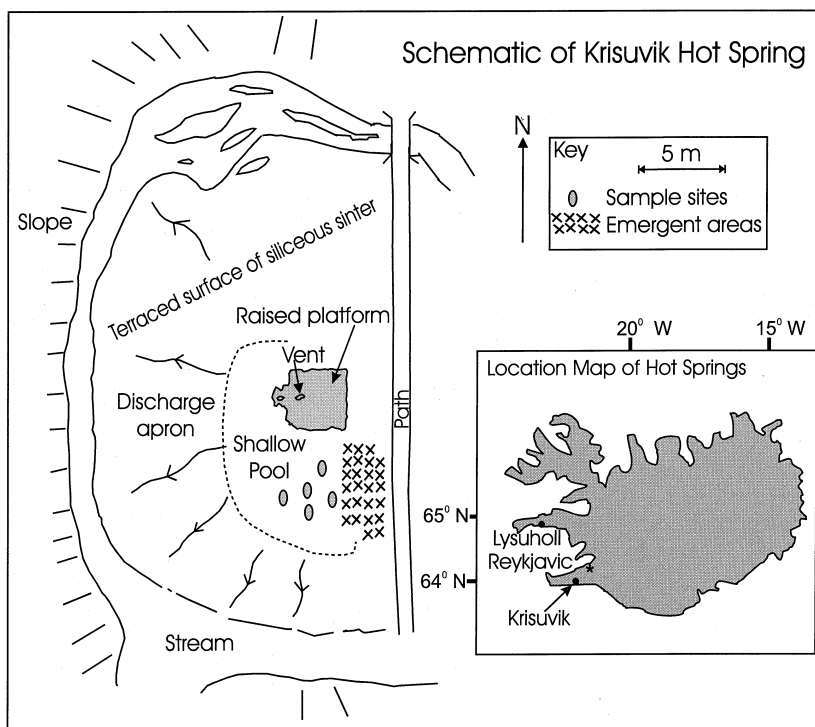 Schematic of Krisuvik Hot Spring
N
Key
5 m
Sample sites
Emergent areas
Slope
Terraced surface of siliceous sinter
Raised platform
Vent
Discharge
apron
Shallow
Pool
Path
Stream
20° W
15° W
Location Map of Hot Springs
65° N
Lysuholl
Reykjavic
64° N
Krisuvik